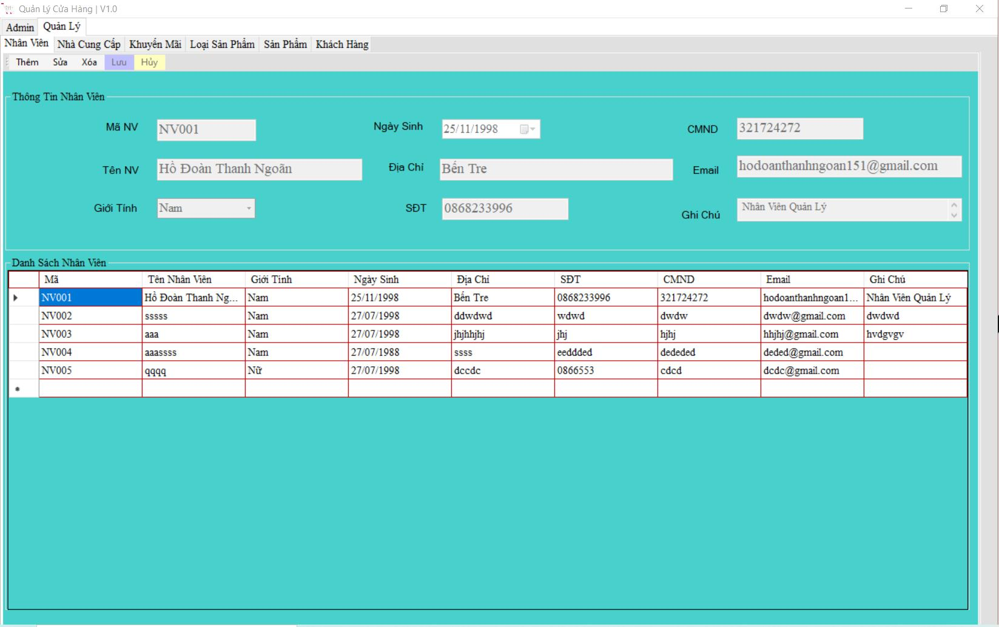 Quản Lý Cửa Hàng | V1.0
Admin Quản Lý
Nhân Viên Nhà Cung Cấp Khuyến Mãi Loại Sản Phẩm Sản Phẩm Khách Hàng
Thêm Sửa Xóa Lưu Hủy
Thông Tin Nhân Viên
Mã NV NV001 Ngày Sinh 25/11/1998 CMND 321724272
Tên NV Hồ Đoàn Thanh Ngoãn Địa Chỉ Bến Tre Email hodoanthanhngoan151@gmail.com
Giới Tính Nam SĐT 0868233996 Ghi Chú Nhân Viên Quản Lý
Danh Sách Nhân Viên
Mã Tên Nhân Viên Giới Tính Ngày Sinh Địa Chỉ SĐT CMND Email Ghi Chú
NV001 Hồ Đoàn Thanh Ng... Nam 25/11/1998 Bến Tre 0868233996 321724272 hodoanthanhngoan1... Nhân Viên Quản Lý
NV002 sssss Nam 27/07/1998 ddwdwd wdwd dwdw dwdw@gmail.com dwdwd
NV003 aaa Nam 27/07/1998 jhjhhjhj jhj hjhj hhjhj@gmail.com hvdgvgv
NV004 aaassss Nam 27/07/1988 ssss eeddded dededed deded@gmail.com
NV005 qqqq Nữ 27/07/1998 dccdc 0866553 cdcd dcdc@gmail.com